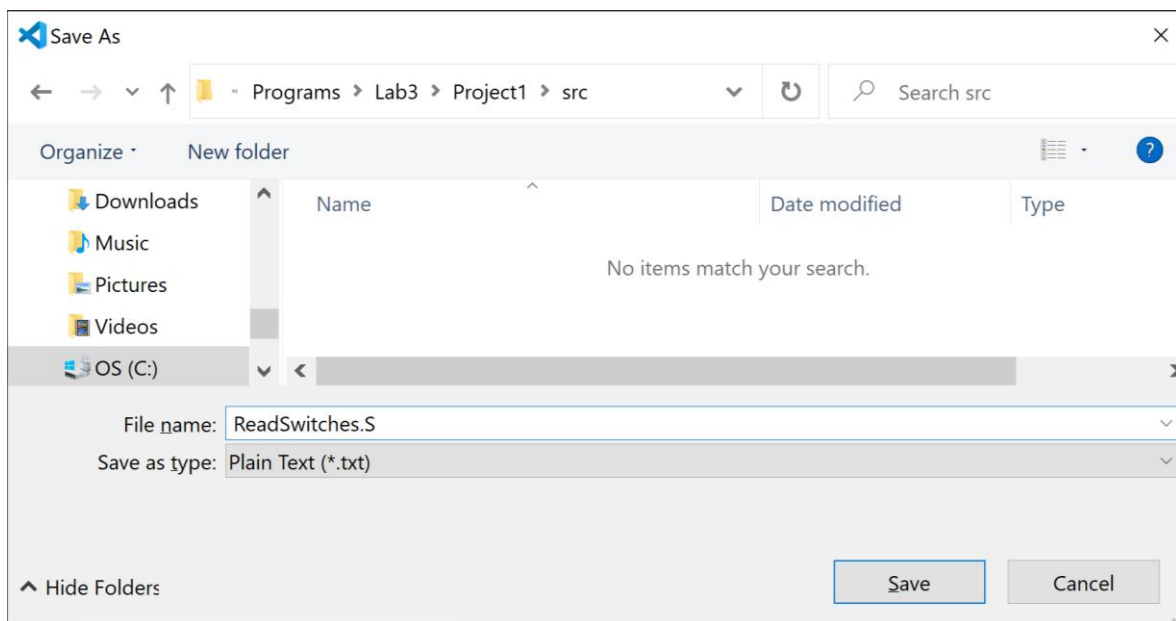 Save As
« Programs > Lab3 > Project1 > src
Search src
Organize
New folder
?
Downloads
Music
Pictures
Videos
OS (C:)
Name
Date modified
Type
No items match your search.
File name: ReadSwitches.S
Save as type: Plain Text (*.txt)
Hide Folders
Save
Cancel